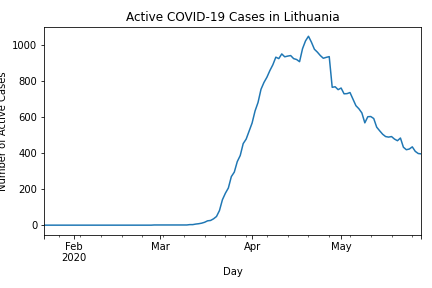 Active COVID-19 Cases in Lithuania
Number of Active Cases
1000
800
600
400
200
0
Feb
2020
Mar
Apr
May
Day